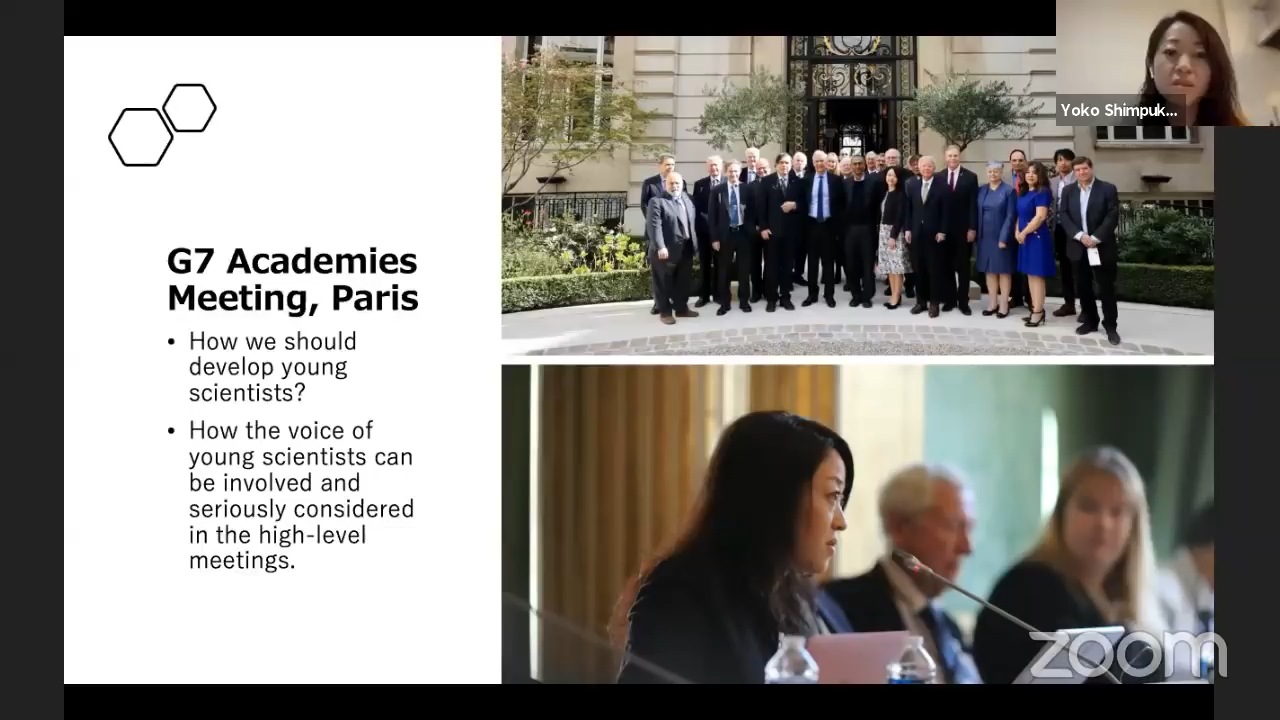 Yoko Shimpuk...
G7 Academies
Meeting, Paris
• How we should
develop young
scientists?
• How the voice of
young scientists can
be involved and
seriously considered
in the high-level
meetings.
zoom